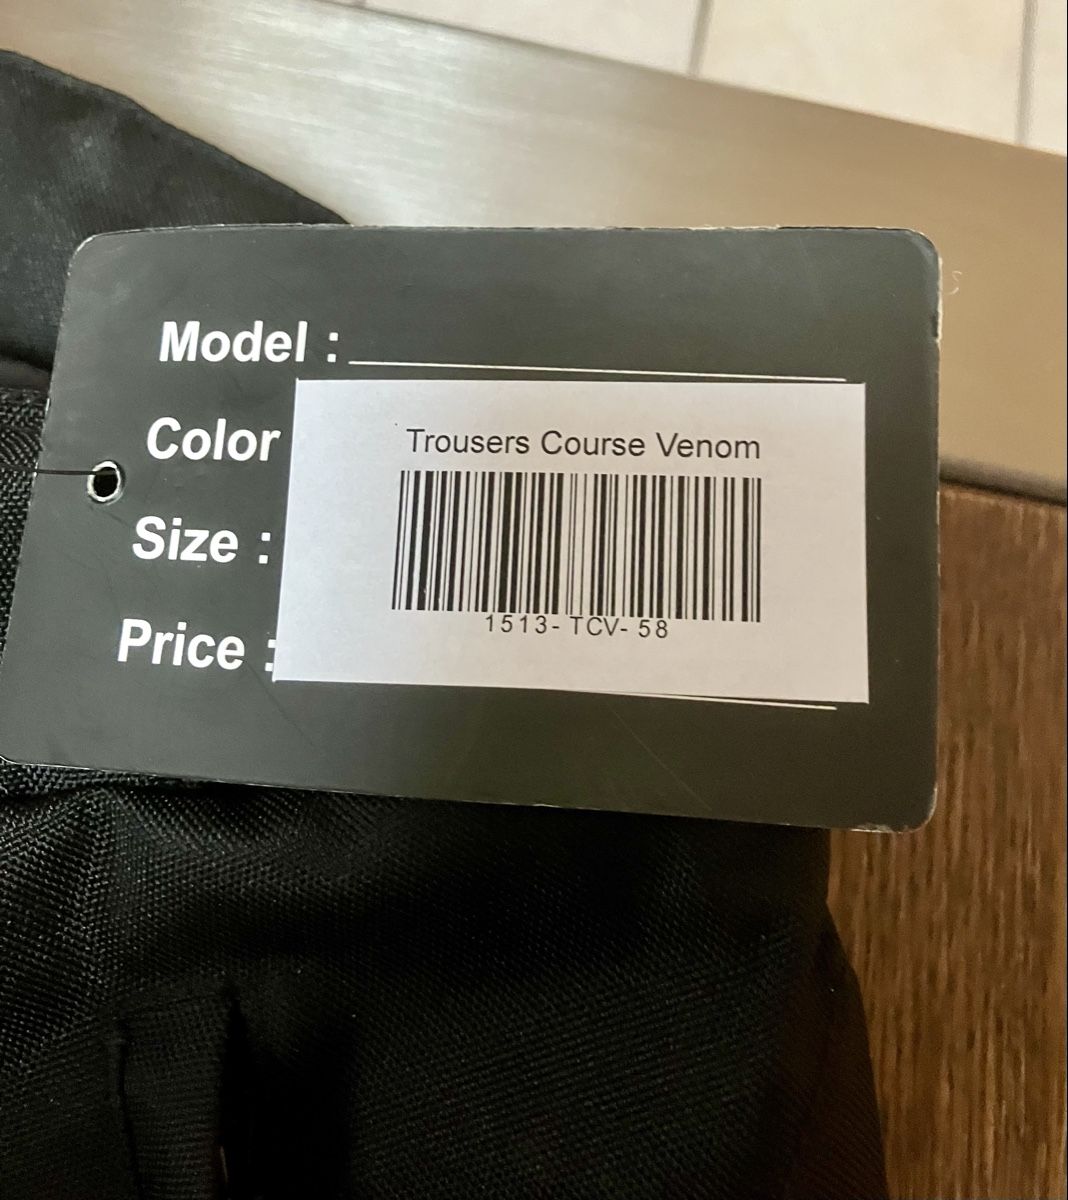 Model :
Color
Trousers Course Venom
Size :
1513- TCV- 58
Price :